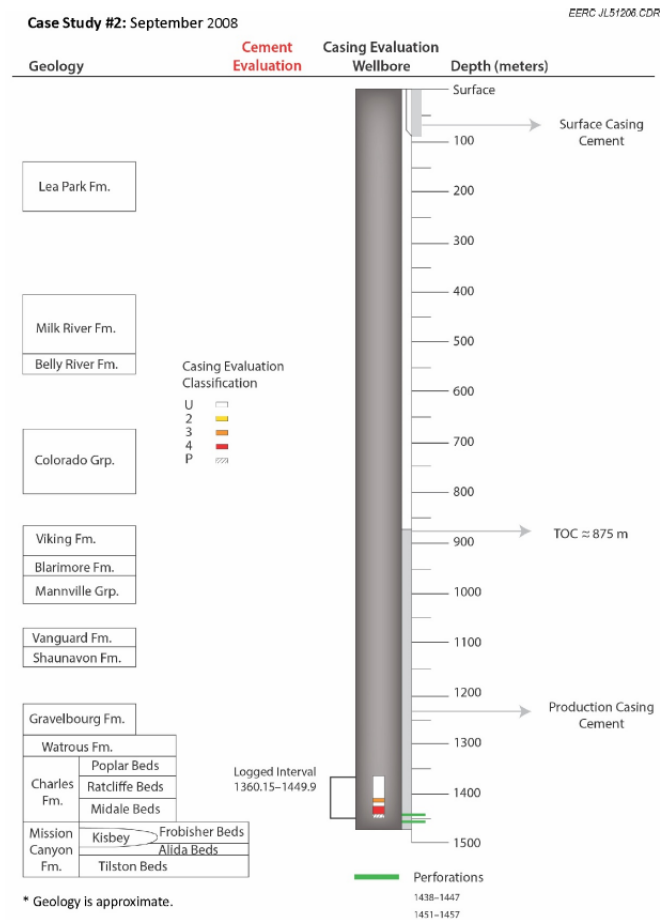 EERC JL51206.CDR
Case Study #2: September 2008
Geology
Cement
Evaluation
Casing Evaluation
Wellbore
Depth (meters)
Surface
Surface Casing
Cement
100
Lea Park Fm.
200
300
400
Milk River Fm.
500
Belly River Fm.
Casing Evaluation
Classification
U
2
3
4
P
600
700
Colorado Grp.
800
TOC ≈ 875 m
Viking Fm.
900
Blarimore Fm.
Mannville Grp.
1000
Vanguard Fm.
1100
Shaunavon Fm.
1200
Gravelbourg Fm.
Production Casing
Cement
Watrous Fm.
1300
Charles
Fm.
Poplar Beds
Ratcliffe Beds
Midale Beds
Logged Interval
1360.15–1449.9
1400
Mission
Canyon
Fm.
Kisbey
Frobisher Beds
Alida Beds
Tilston Beds
1500
Perforations
1438–1447
1451–1457
* Geology is approximate.